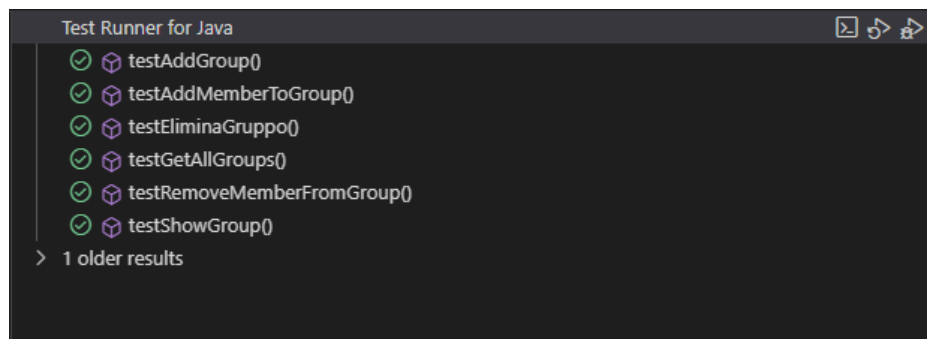 Test Runner for Java
testAddGroup()
testAddMemberToGroup()
testEliminaGruppo()
testGetAllGroups()
testRemoveMemberFromGroup()
testShowGroup()
1 older results